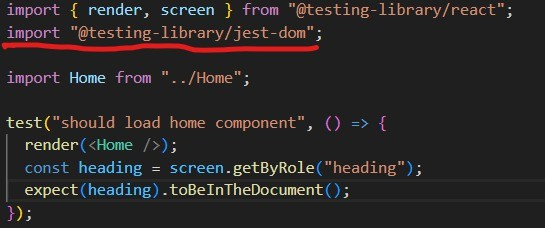 import { render, screen } from "@testing-library/react";
import "@testing-library/jest-dom";
import Home from "../Home";
test("should load home component", () => {
render(<Home />);
const heading = screen.getByRole("heading");
expect(heading).toBeInTheDocument();
});